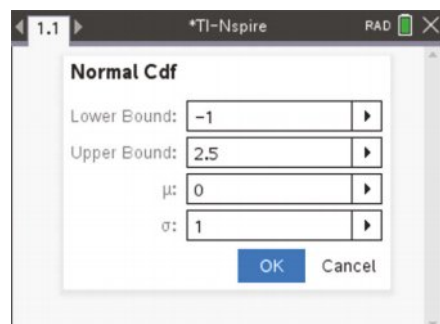 1.1 *TI-Nspire RAD
Normal Cdf
Lower Bound: -1
Upper Bound: 2.5
μ: 0
σ: 1
OK Cancel